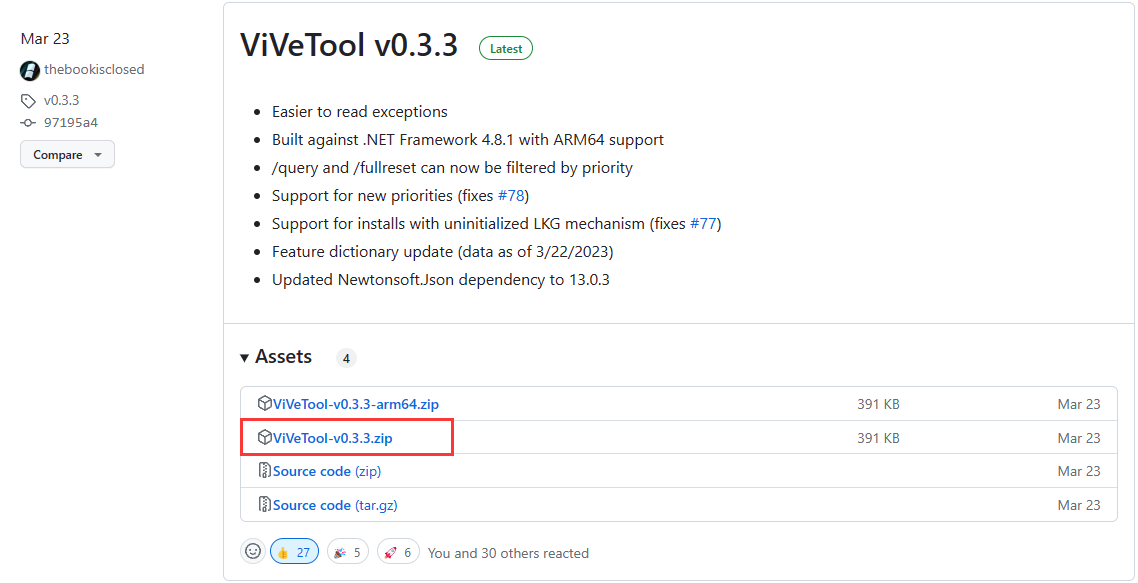 Mar 23
thebookisclosed
v0.3.3
97195a4
Compare
ViVeTool v0.3.3 Latest
Easier to read exceptions
Built against .NET Framework 4.8.1 with ARM64 support
/query and /fullreset can now be filtered by priority
Support for new priorities (fixes #78)
Support for installs with uninitialized LKG mechanism (fixes #77)
Feature dictionary update (data as of 3/22/2023)
Updated Newtonsoft.Json dependency to 13.0.3
Assets 4
ViVeTool-v0.3.3-arm64.zip 391 KB Mar 23
ViVeTool-v0.3.3.zip 391 KB Mar 23
Source code (zip) Mar 23
Source code (tar.gz) Mar 23
27 5 6 You and 30 others reacted